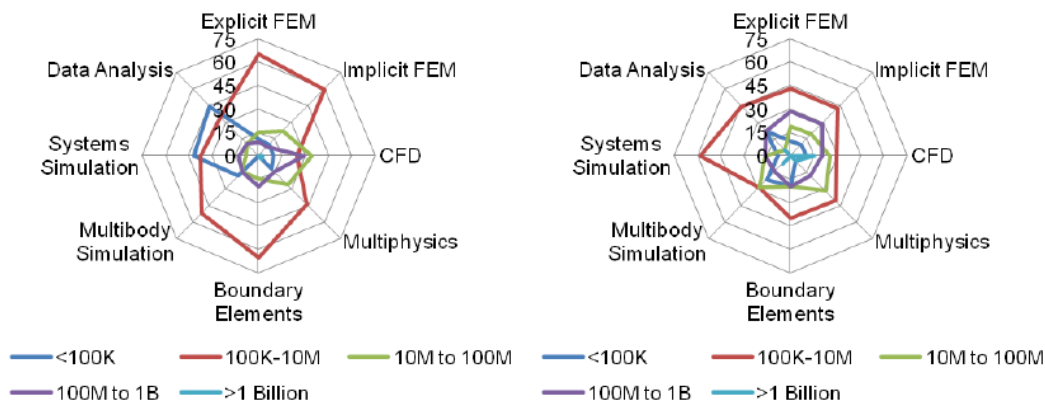 Explicit FEM
75
60
45
30
15
0
Data Analysis
Implicit FEM
Systems
Simulation
CFD
Multibody
Simulation
Multiphysics
Boundary
Elements
<100K
100K-10M
10M to 100M
100M to 1B
>1 Billion
Explicit FEM
75
60
45
30
15
0
Data Analysis
Implicit FEM
Systems
Simulation
CFD
Multibody
Simulation
Multiphysics
Boundary
Elements
<100K
100K-10M
10M to 100M
100M to 1B
>1 Billion